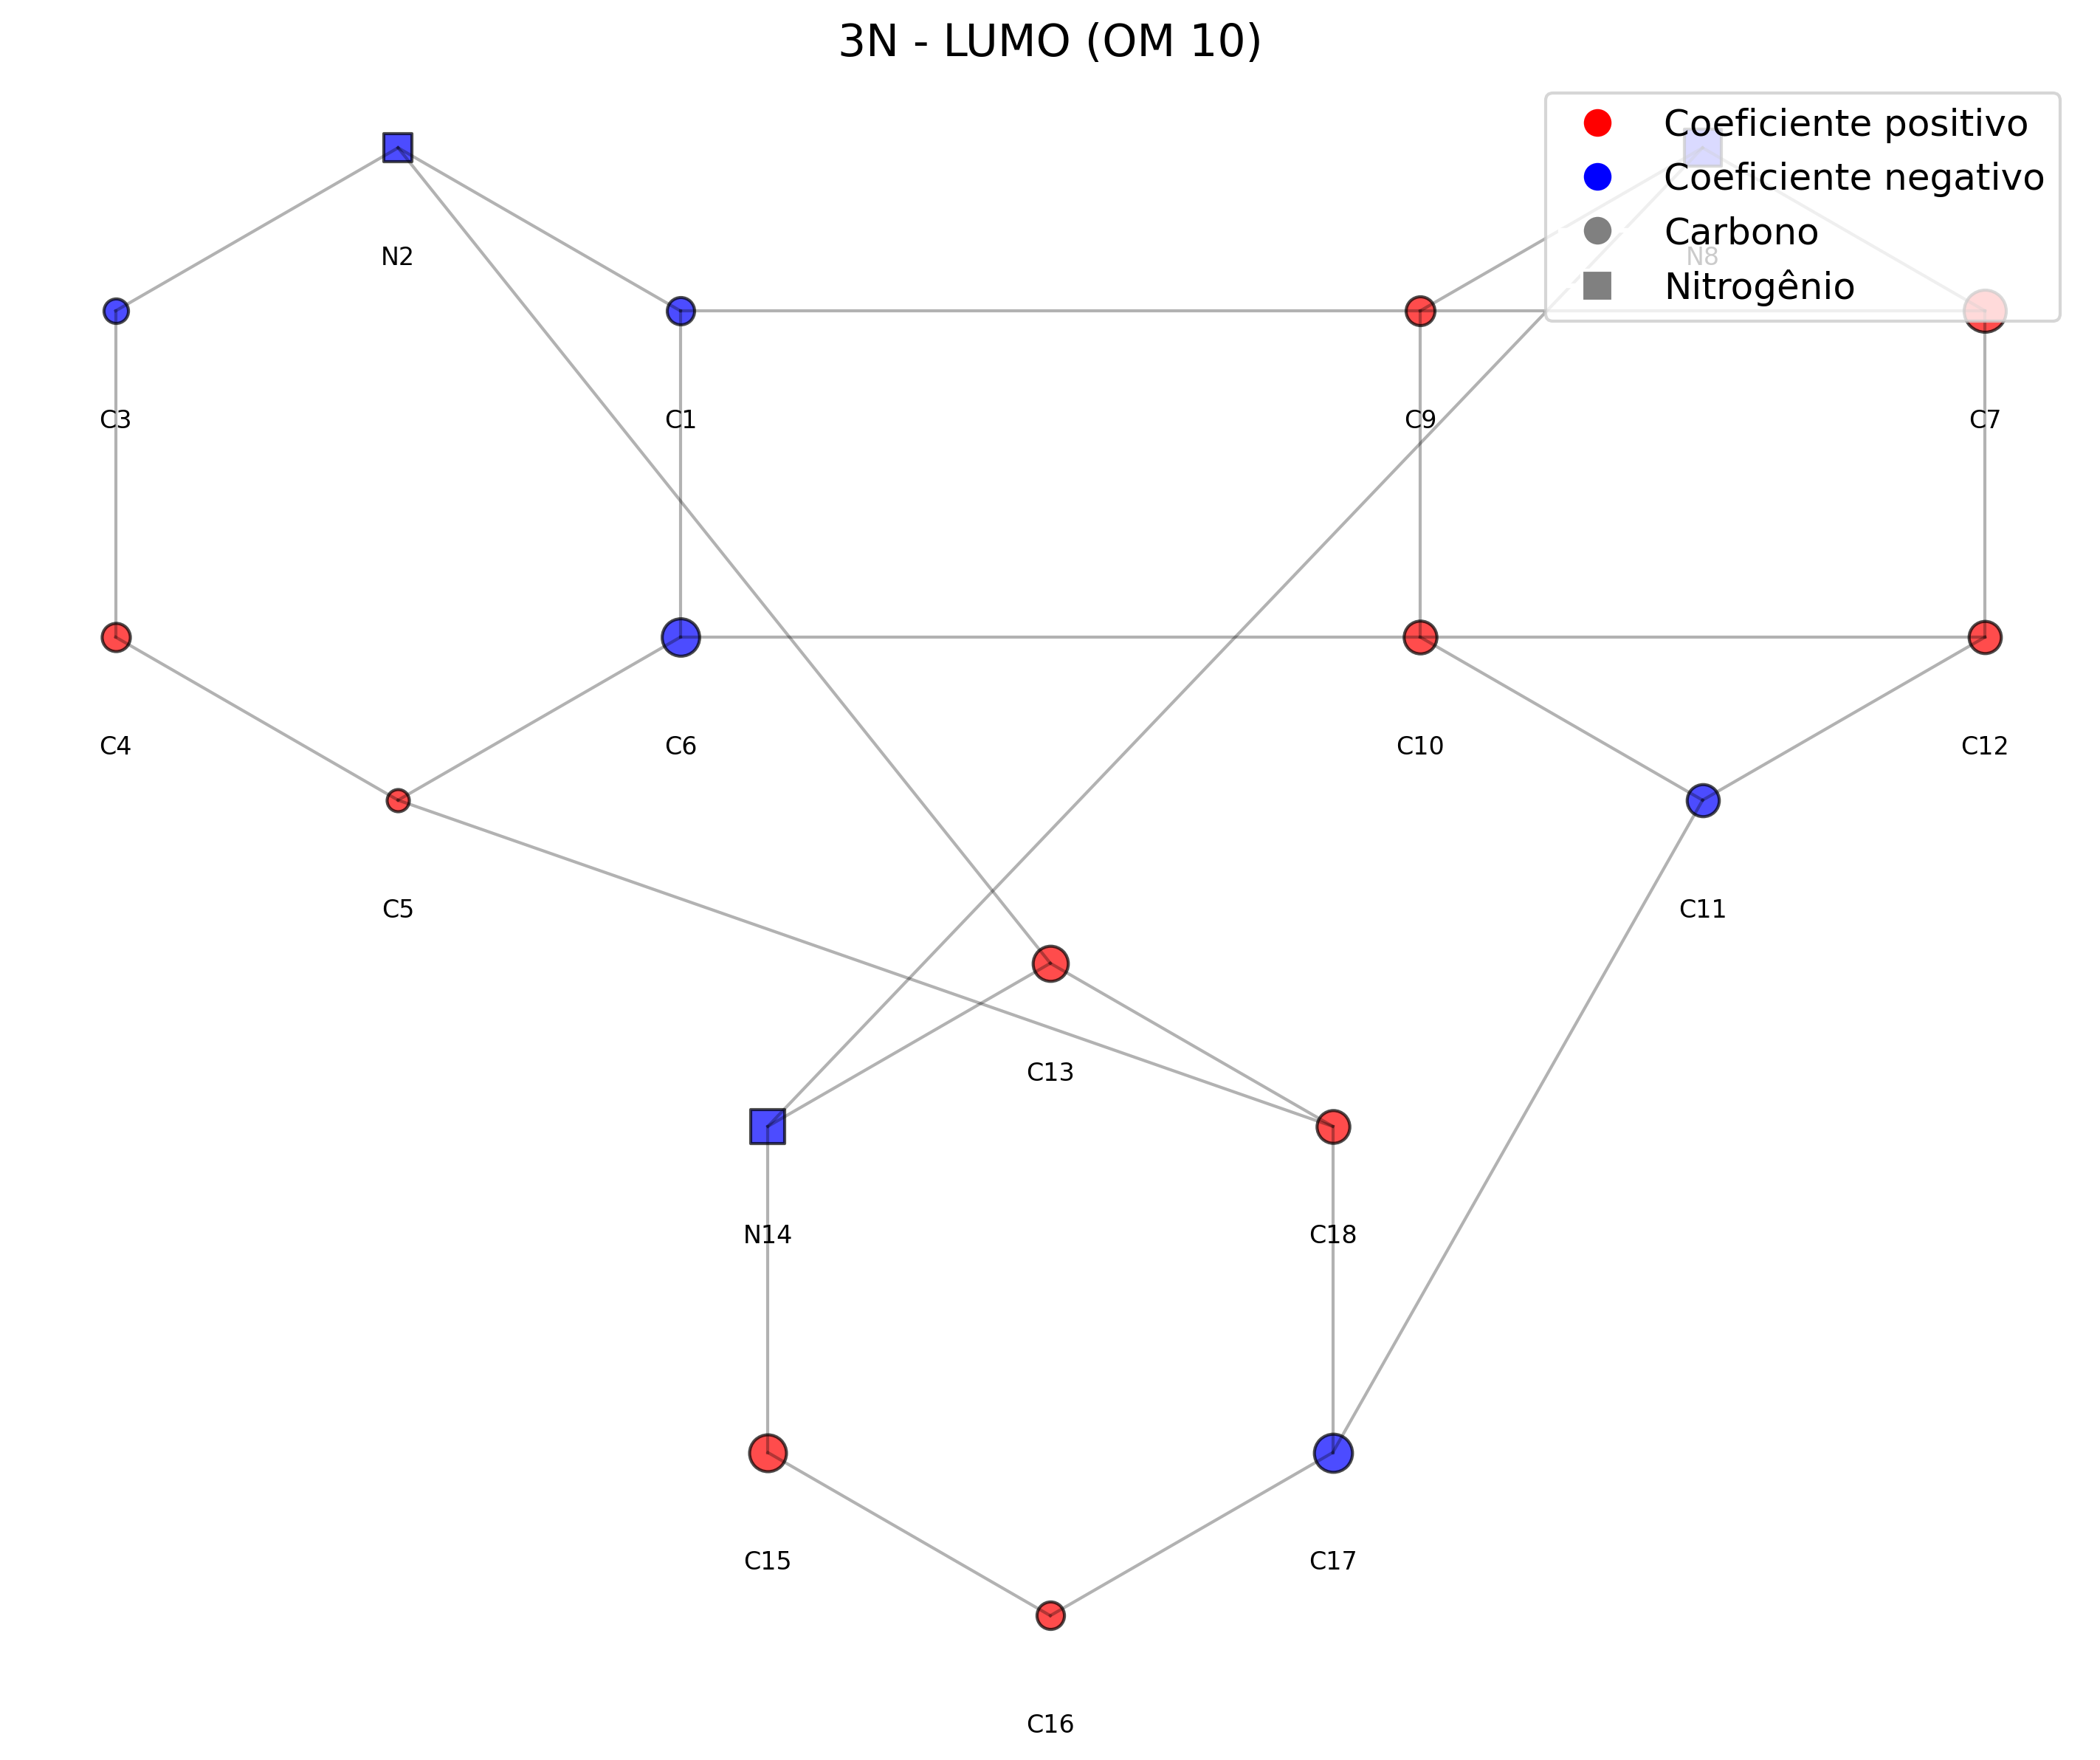 3N - LUMO (OM 10)
Coeficiente positivo
Coeficiente negativo
Carbono
Nitrogênio
N2
N8
C3
C1
C9
C7
C4
C6
C10
C12
C5
C11
C13
N14
C18
C15
C17
C16